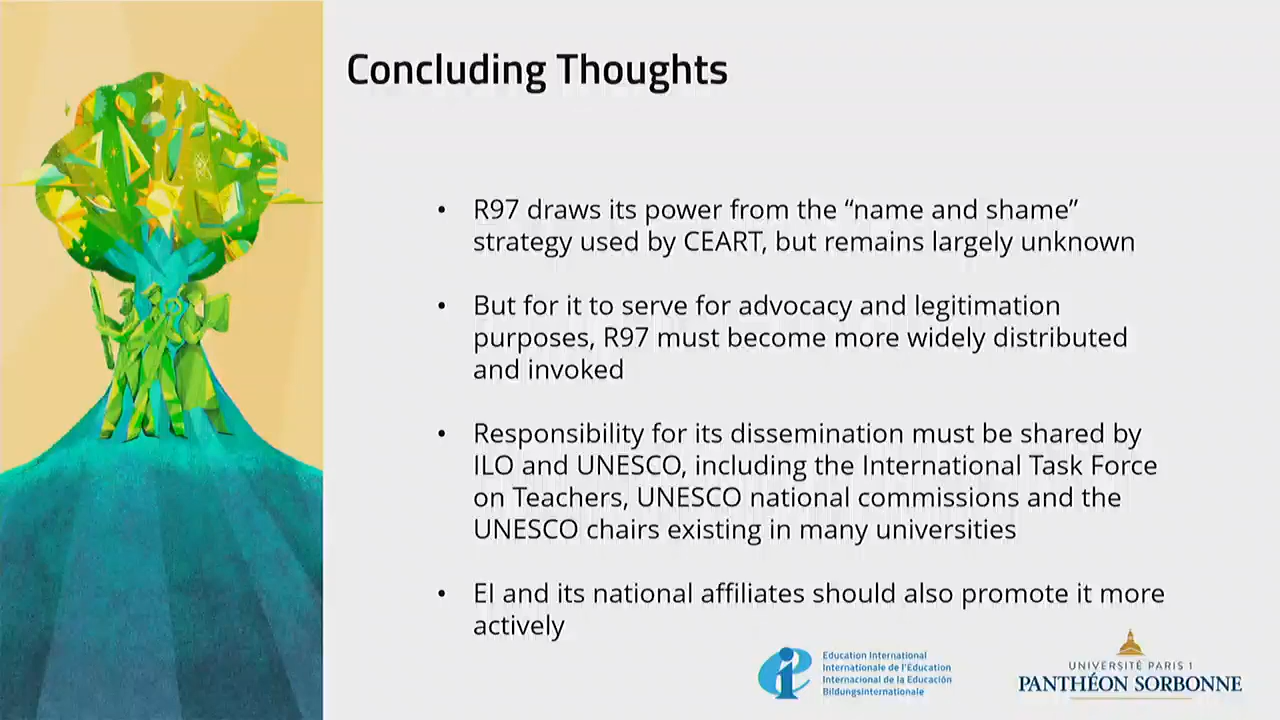 Concluding Thoughts
• R97 draws its power from the “name and shame”
strategy used by CEART, but remains largely unknown
• But for it to serve for advocacy and legitimation
purposes, R97 must become more widely distributed
and invoked
• Responsibility for its dissemination must be shared by
ILO and UNESCO, including the International Task Force
on Teachers, UNESCO national commissions and the
UNESCO chairs existing in many universities
• EI and its national affiliates should also promote it more
actively
Education International
Internationale de l'Éducation
Internacional de la Educación
Bildungsinternationale
UNIVERSITÉ PARIS 1
PANTHÉON SORBONNE